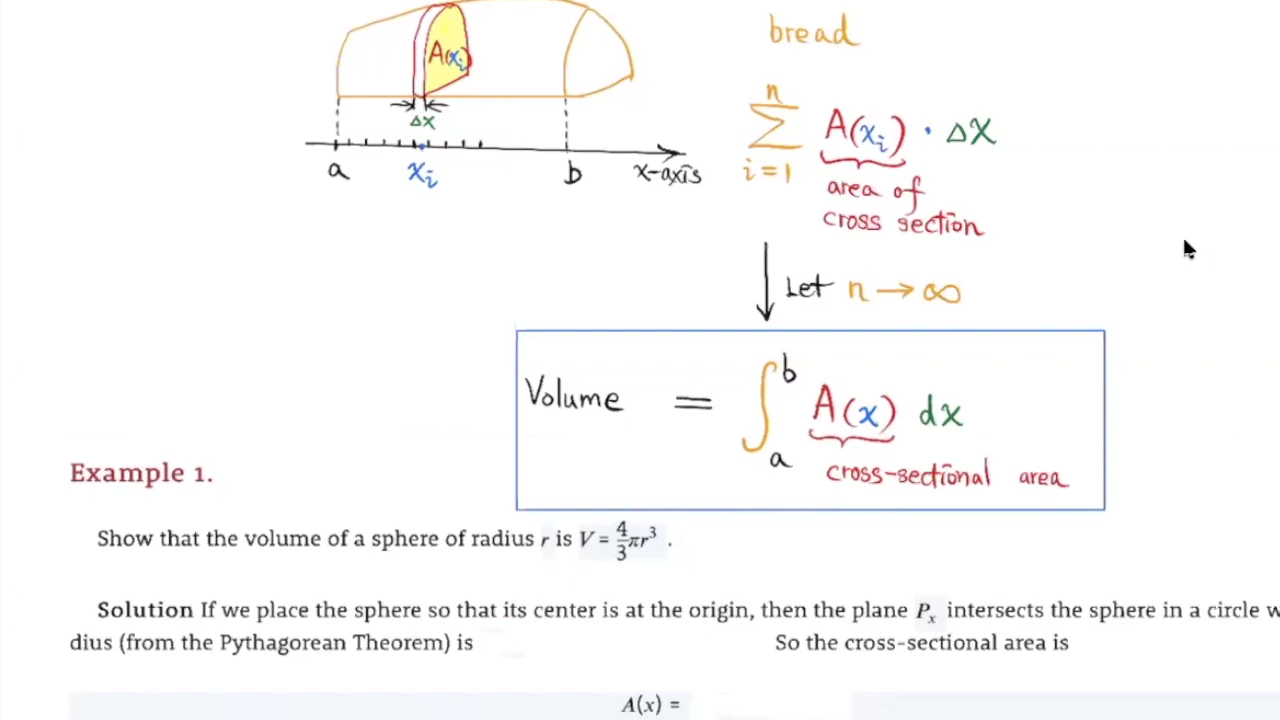 bread
A(xᵢ)
Δx
a xᵢ b x-axis
n
∑ A(xᵢ) · Δx
i=1
area of
cross section
Let n → ∞
Volume = ∫ₐᵇ A(x) dx
cross-sectional area
Example 1.
Show that the volume of a sphere of radius r is V = 4/3 πr³ .
Solution If we place the sphere so that its center is at the origin, then the plane Pₓ intersects the sphere in a circle w
dius (from the Pythagorean Theorem) is So the cross-sectional area is
A(x) =